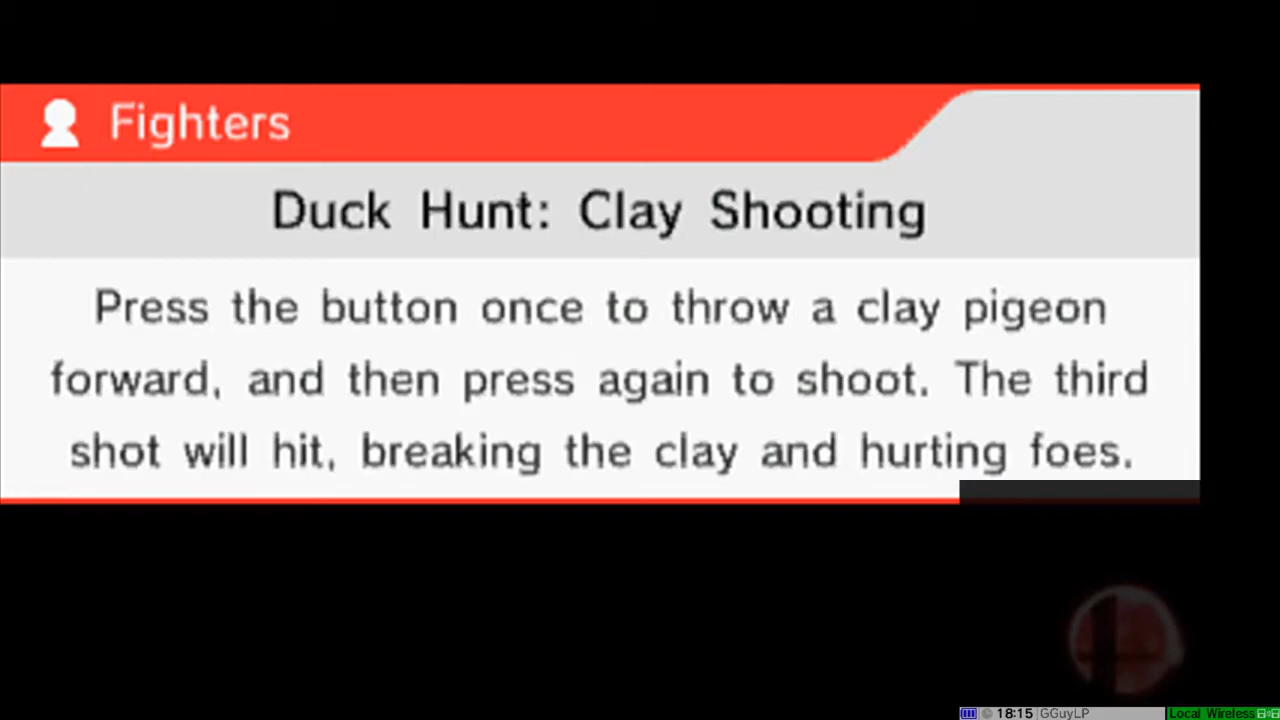 Fighters
Duck Hunt: Clay Shooting
Press the button once to throw a clay pigeon
forward, and then press again to shoot. The third
shot will hit, breaking the clay and hurting foes.
18:15 GGuyLP Local Wireless